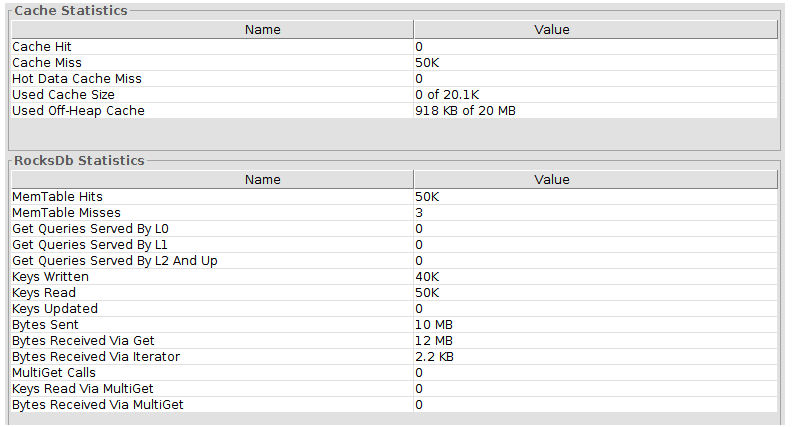 Cache Statistics
Name Value
Cache Hit 0
Cache Miss 50K
Hot Data Cache Miss 0
Used Cache Size 0 of 20.1K
Used Off-Heap Cache 918 KB of 20 MB
RocksDb Statistics
Name Value
MemTable Hits 50K
MemTable Misses 3
Get Queries Served By L0 0
Get Queries Served By L1 0
Get Queries Served By L2 And Up 0
Keys Written 40K
Keys Read 50K
Keys Updated 0
Bytes Sent 10 MB
Bytes Received Via Get 12 MB
Bytes Received Via Iterator 2.2 KB
MultiGet Calls 0
Keys Read Via MultiGet 0
Bytes Received Via MultiGet 0